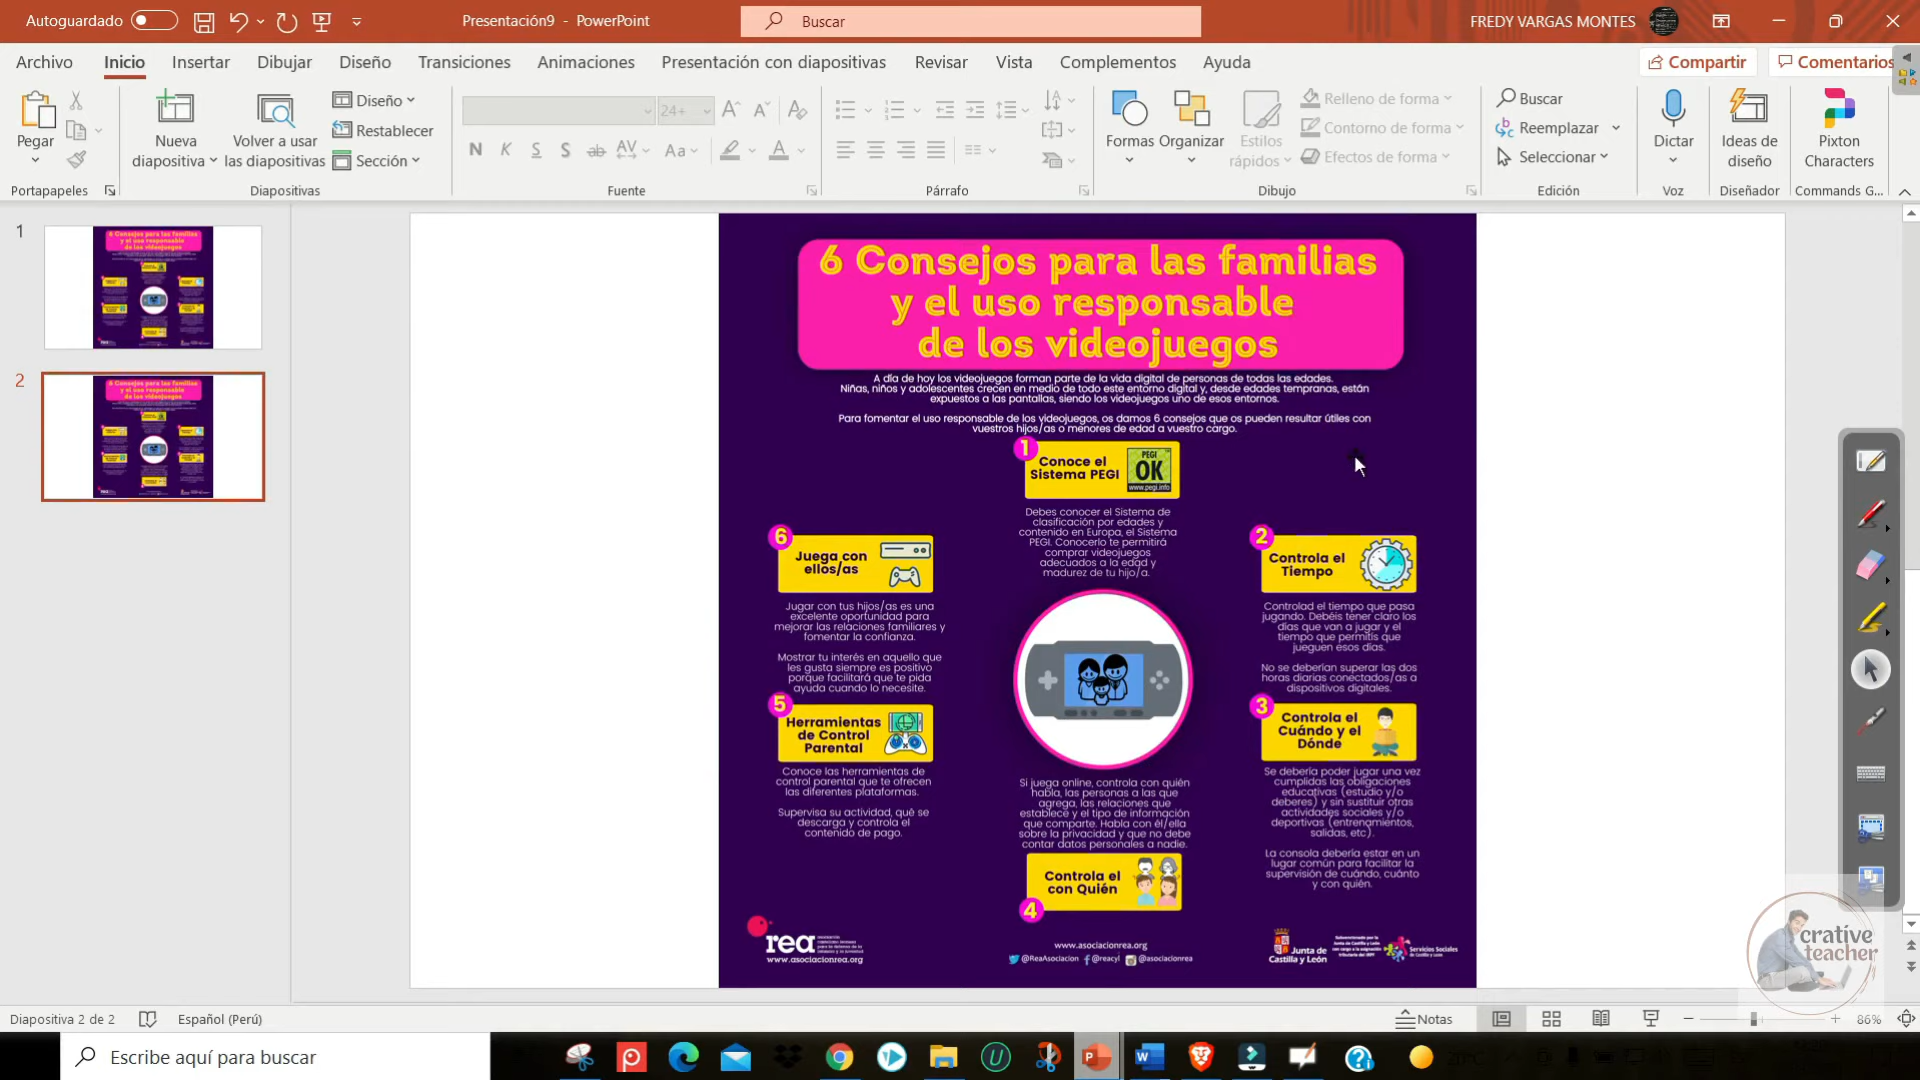 Autoguardado
Presentación9 - PowerPoint
Buscar
FREDY VARGAS MONTES
Archivo
Inicio
Insertar
Dibujar
Diseño
Transiciones
Animaciones
Presentación con diapositivas
Revisar
Vista
Complementos
Ayuda
Compartir
Comentarios
Pegar
Nueva
diapositiva
Volver a usar
las diapositivas
Diseño
Restablecer
Sección
24+
N K S S ab AV Aa A
Formas
Organizar
Estilos
rápidos
Relleno de forma
Contorno de forma
Efectos de forma
Buscar
Reemplazar
Seleccionar
Dictar
Ideas de
diseño
Pixton
Characters
Portapapeles
Diapositivas
Fuente
Párrafo
Dibujo
Edición
Voz
Diseñador
Commands G...
1
2
6 Consejos para las familias
y el uso responsable
de los videojuegos
A día de hoy los videojuegos forman parte de la vida digital de personas de todas las edades.
Niñas, niños y adolescentes crecen en medio de todo este entorno digital y, desde edades tempranas, están
expuestos a las pantallas, siendo los videojuegos uno de esos entornos.
Para fomentar el uso responsable de los videojuegos, os damos 6 consejos que os pueden resultar útiles con
vuestros hijos/as o menores de edad a vuestro cargo.
1
Conoce el
Sistema PEGI
PEGI
OK
www.pegi.info
Debes conocer el Sistema de
clasificación por edades y
contenido en Europa, el Sistema
PEGI. Conocerlo te permitirá
comprar videojuegos
adecuados a la edad y
madurez de tu hijo/a.
6
Juega con
ellos/as
Jugar con tus hijos/as es una
excelente oportunidad para
mejorar las relaciones familiares y
fomentar la confianza.
Mostrar tu interés en aquello que
les gusta siempre es positivo
porque facilitará que te pida
ayuda cuando lo necesite.
2
Controla el
Tiempo
Controlad el tiempo que pasa
jugando. Debéis tener claro los
días que van a jugar y el
tiempo que permitís que
jueguen esos días.
No se deberían superar las dos
horas diarias conectados/as a
dispositivos digitales.
5
Herramientas
de Control
Parental
Conoce las herramientas de
control parental que te ofrecen
las diferentes plataformas.
Supervisa su actividad, qué se
descarga y controla el
contenido de pago.
3
Controla el
Cuándo y el
Dónde
Se debería poder jugar una vez
cumplidas las obligaciones
educativas (estudio y/o
deberes) y sin sustituir otras
actividades sociales y/o
deportivas (entrenamientos,
salidas, etc).
La consola debería estar en un
lugar común para facilitar la
supervisión de cuándo, cuánto
y con quién.
Si juega online, controla con quién
habla, las personas a las que
agrega, las relaciones que
establece y el tipo de información
que comparte. Habla con él/ella
sobre la privacidad y que no debe
contar datos personales a nadie.
Controla el
con Quién
4
rea
www.asociacionrea.org
www.asociacionrea.org
@ReaAsociacion @reacyl @asociacionrea
Junta de
Castilla y León
Servicios Sociales
de Castilla y León
crative
teacher
Diapositiva 2 de 2
Español (Perú)
Notas
86%
Escribe aquí para buscar